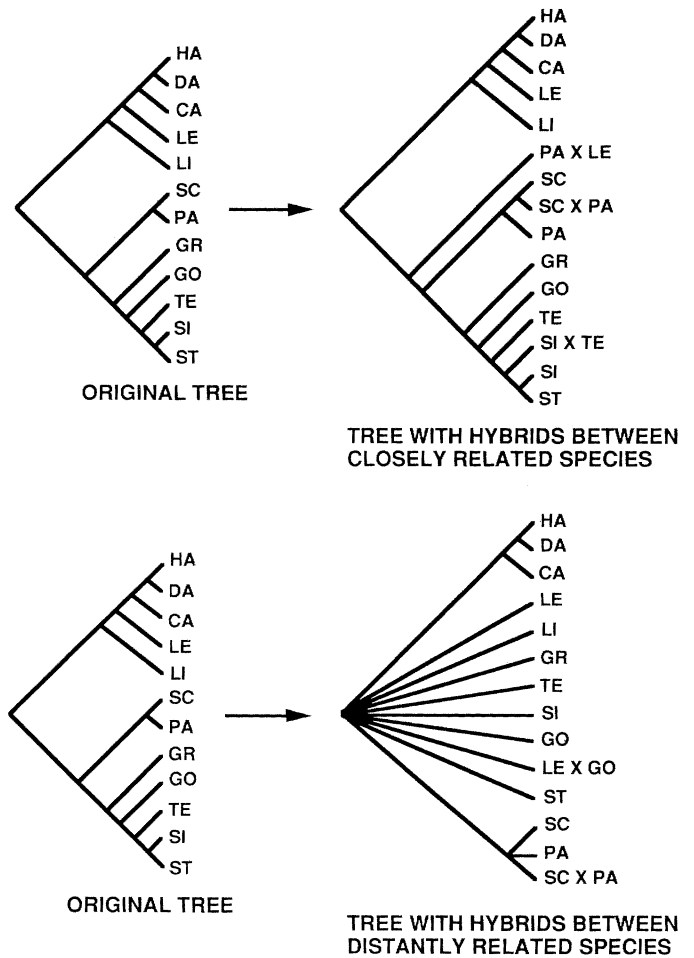 HA
DA
CA
LE
LI
SC
PA
GR
GO
TE
SI
ST
ORIGINAL TREE
HA
DA
CA
LE
LI
PA X LE
SC
SC X PA
PA
GR
GO
TE
SI X TE
SI
ST
TREE WITH HYBRIDS BETWEEN
CLOSELY RELATED SPECIES
HA
DA
CA
LE
LI
SC
PA
GR
GO
TE
SI
ST
ORIGINAL TREE
HA
DA
CA
LE
LI
GR
TE
SI
GO
LE X GO
ST
SC
PA
SC X PA
TREE WITH HYBRIDS BETWEEN
DISTANTLY RELATED SPECIES